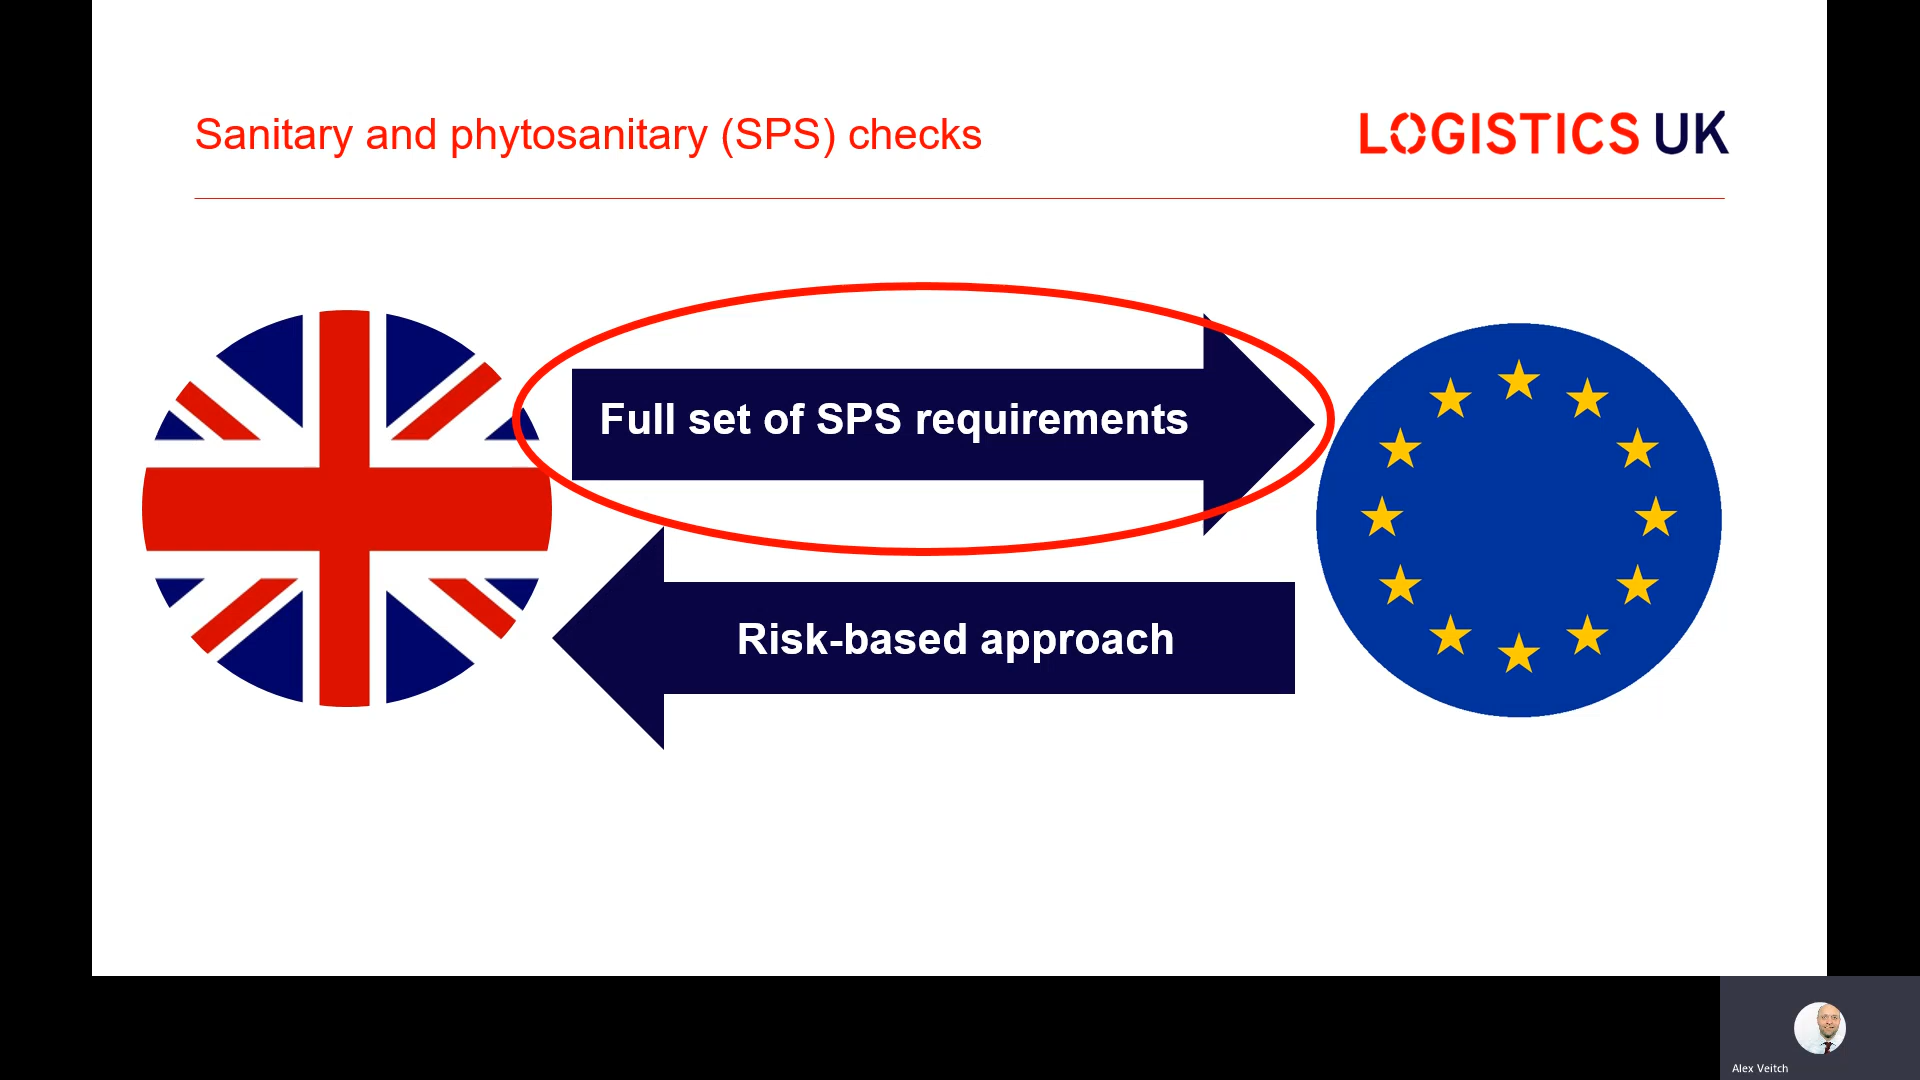 Sanitary and phytosanitary (SPS) checks
LOGISTICS UK
Full set of SPS requirements
Risk-based approach
Alex Veitch